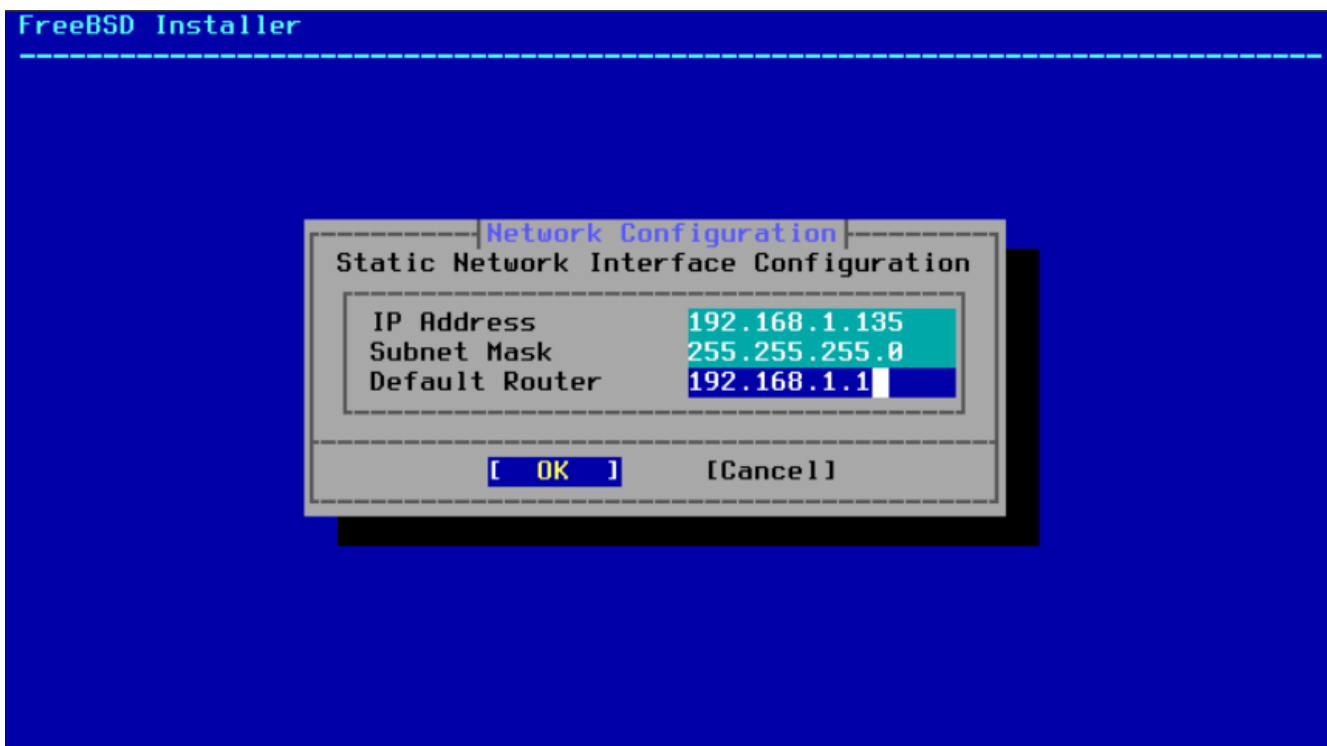 FreeBSD Installer
Network Configuration
Static Network Interface Configuration
IP Address 192.168.1.135
Subnet Mask 255.255.255.0
Default Router 192.168.1.1
[ OK ] [Cancel]